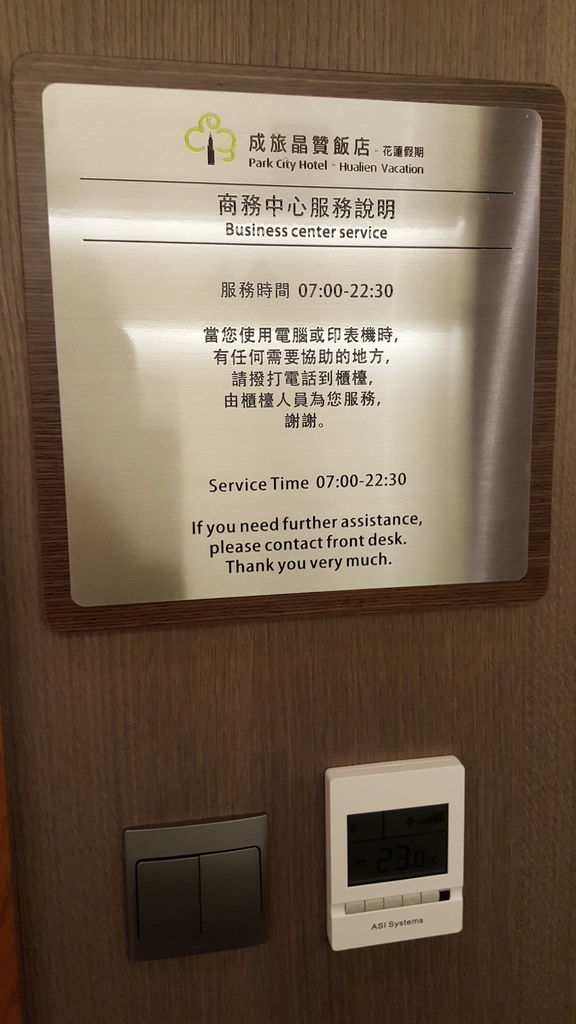 成旅晶贊飯店 - 花蓮假期
Park City Hotel - Hualien Vacation
商務中心服務說明
Business center service
服務時間 07:00-22:30
當您使用電腦或印表機時,
有任何需要協助的地方,
請撥打電話到櫃檯,
由櫃檯人員為您服務,
謝謝。
Service Time 07:00-22:30
If you need further assistance,
please contact front desk.
Thank you very much.
23.0 °C
ASI Systems